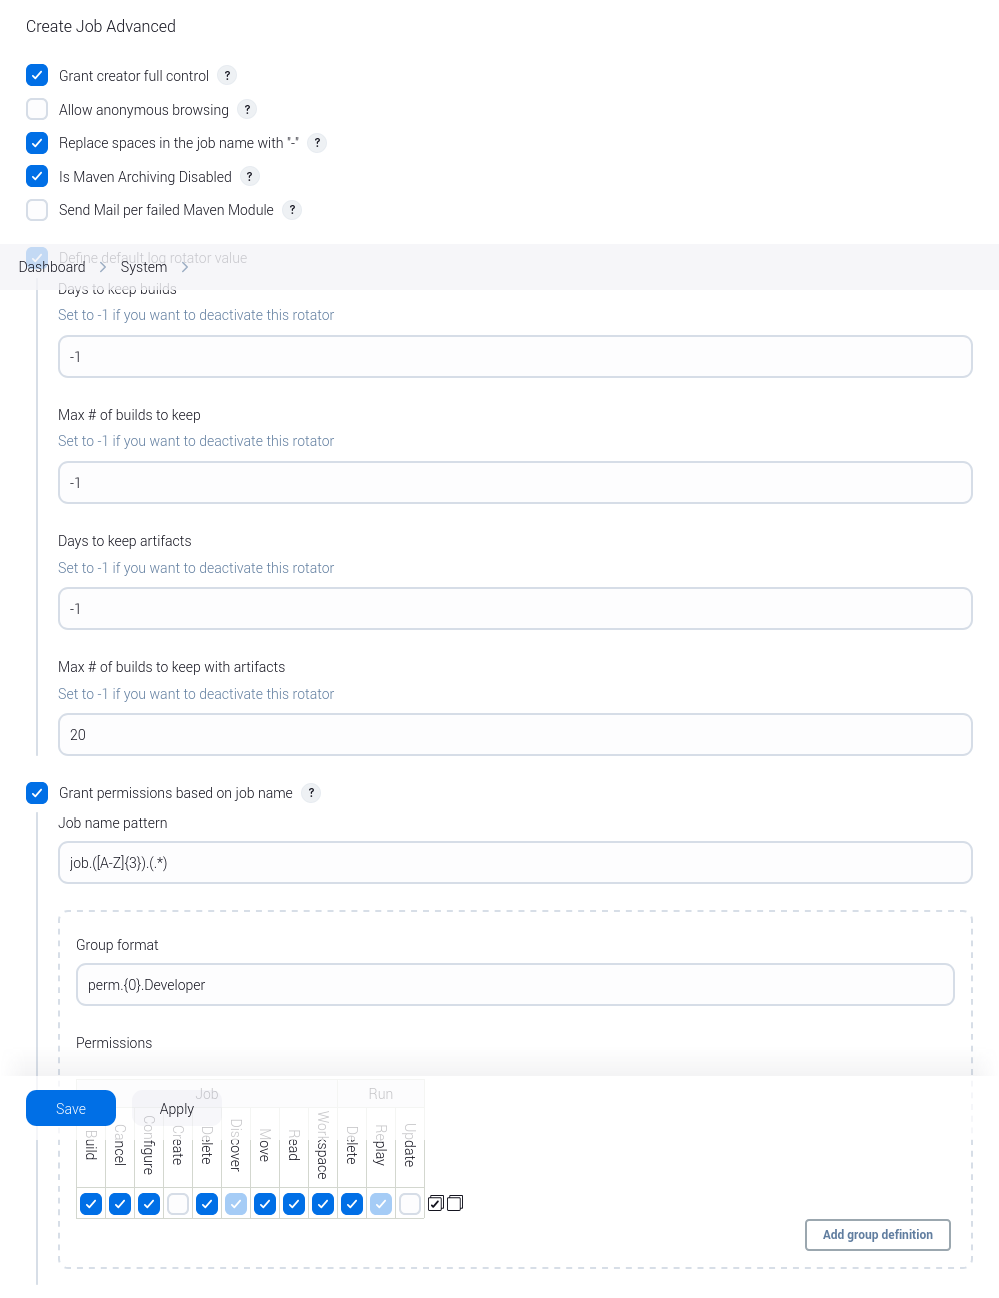 Create Job Advanced
Grant creator full control ?
Allow anonymous browsing ?
Replace spaces in the job name with "-" ?
Is Maven Archiving Disabled ?
Send Mail per failed Maven Module ?
Define default log rotator value
Dashboard > System >
Days to keep builds
Set to -1 if you want to deactivate this rotator
-1
Max # of builds to keep
Set to -1 if you want to deactivate this rotator
-1
Days to keep artifacts
Set to -1 if you want to deactivate this rotator
-1
Max # of builds to keep with artifacts
Set to -1 if you want to deactivate this rotator
20
Grant permissions based on job name ?
Job name pattern
job.([A-Z]{3}).(.*)
Group format
perm.{0}.Developer
Permissions
Job Run
Save Apply
Build Cancel Configure Create Delete Discover Move Read Workspace Delete Replay Update
Add group definition